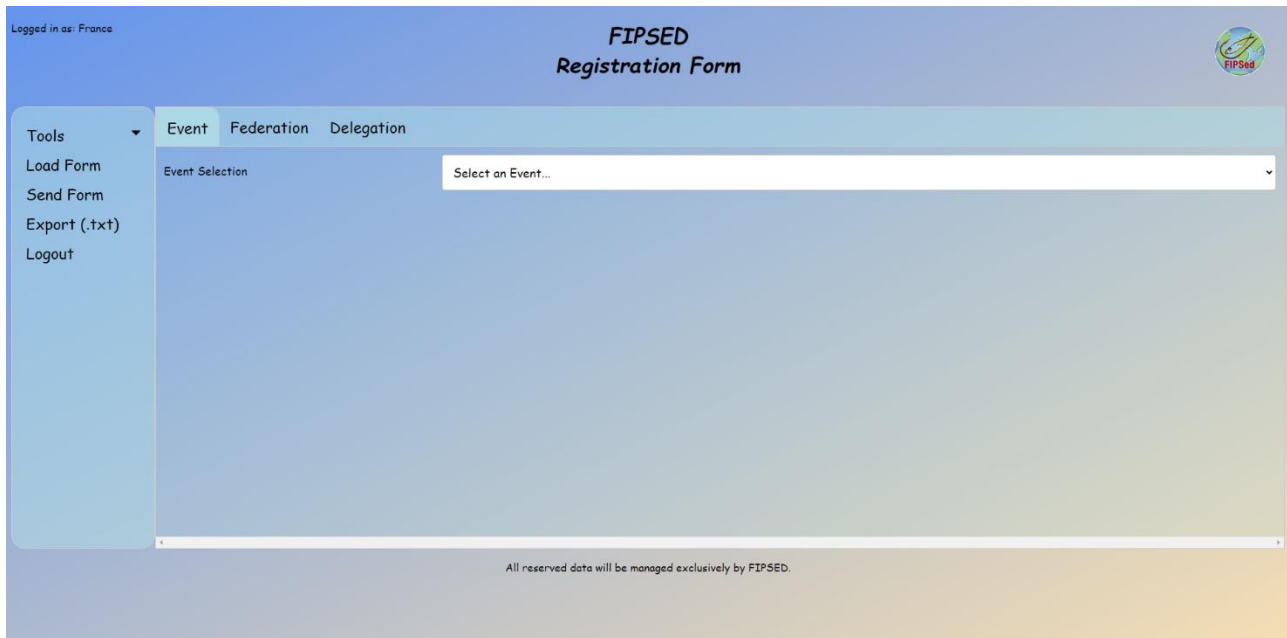 Logged in as: France
FIPSED
Registration Form
FIPSed
Tools
Load Form
Send Form
Export (.txt)
Logout
Event Federation Delegation
Event Selection
Select an Event...
All reserved data will be managed exclusively by FIPSED.